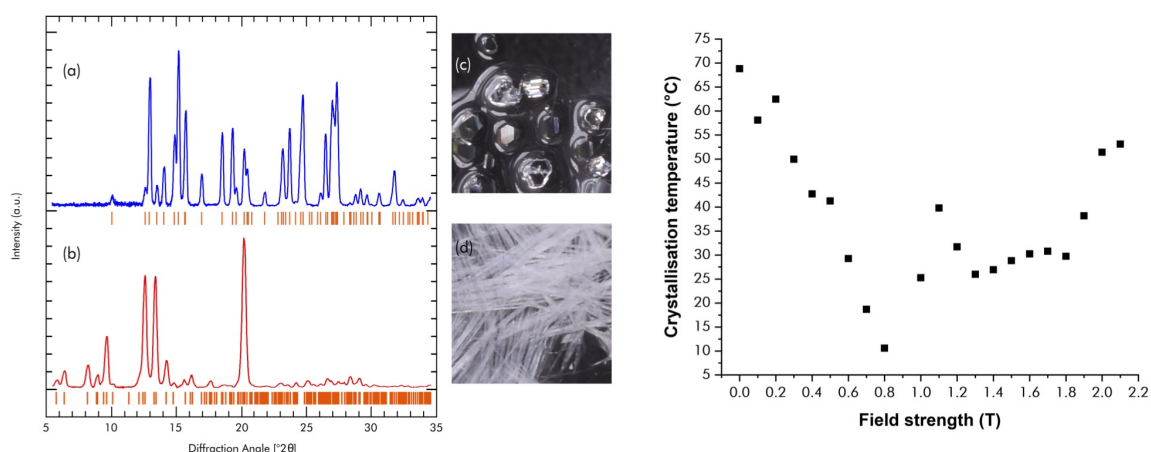 (a)
(b)
(c)
(d)
Intensity (a.u.)
5
10
15
20
25
30
35
Diffraction Angle [°2θ]
Crystallisation temperature (°C)
75
70
65
60
55
50
45
40
35
30
25
20
15
10
5
0.0 0.2 0.4 0.6 0.8 1.0 1.2 1.4 1.6 1.8 2.0 2.2
Field strength (T)